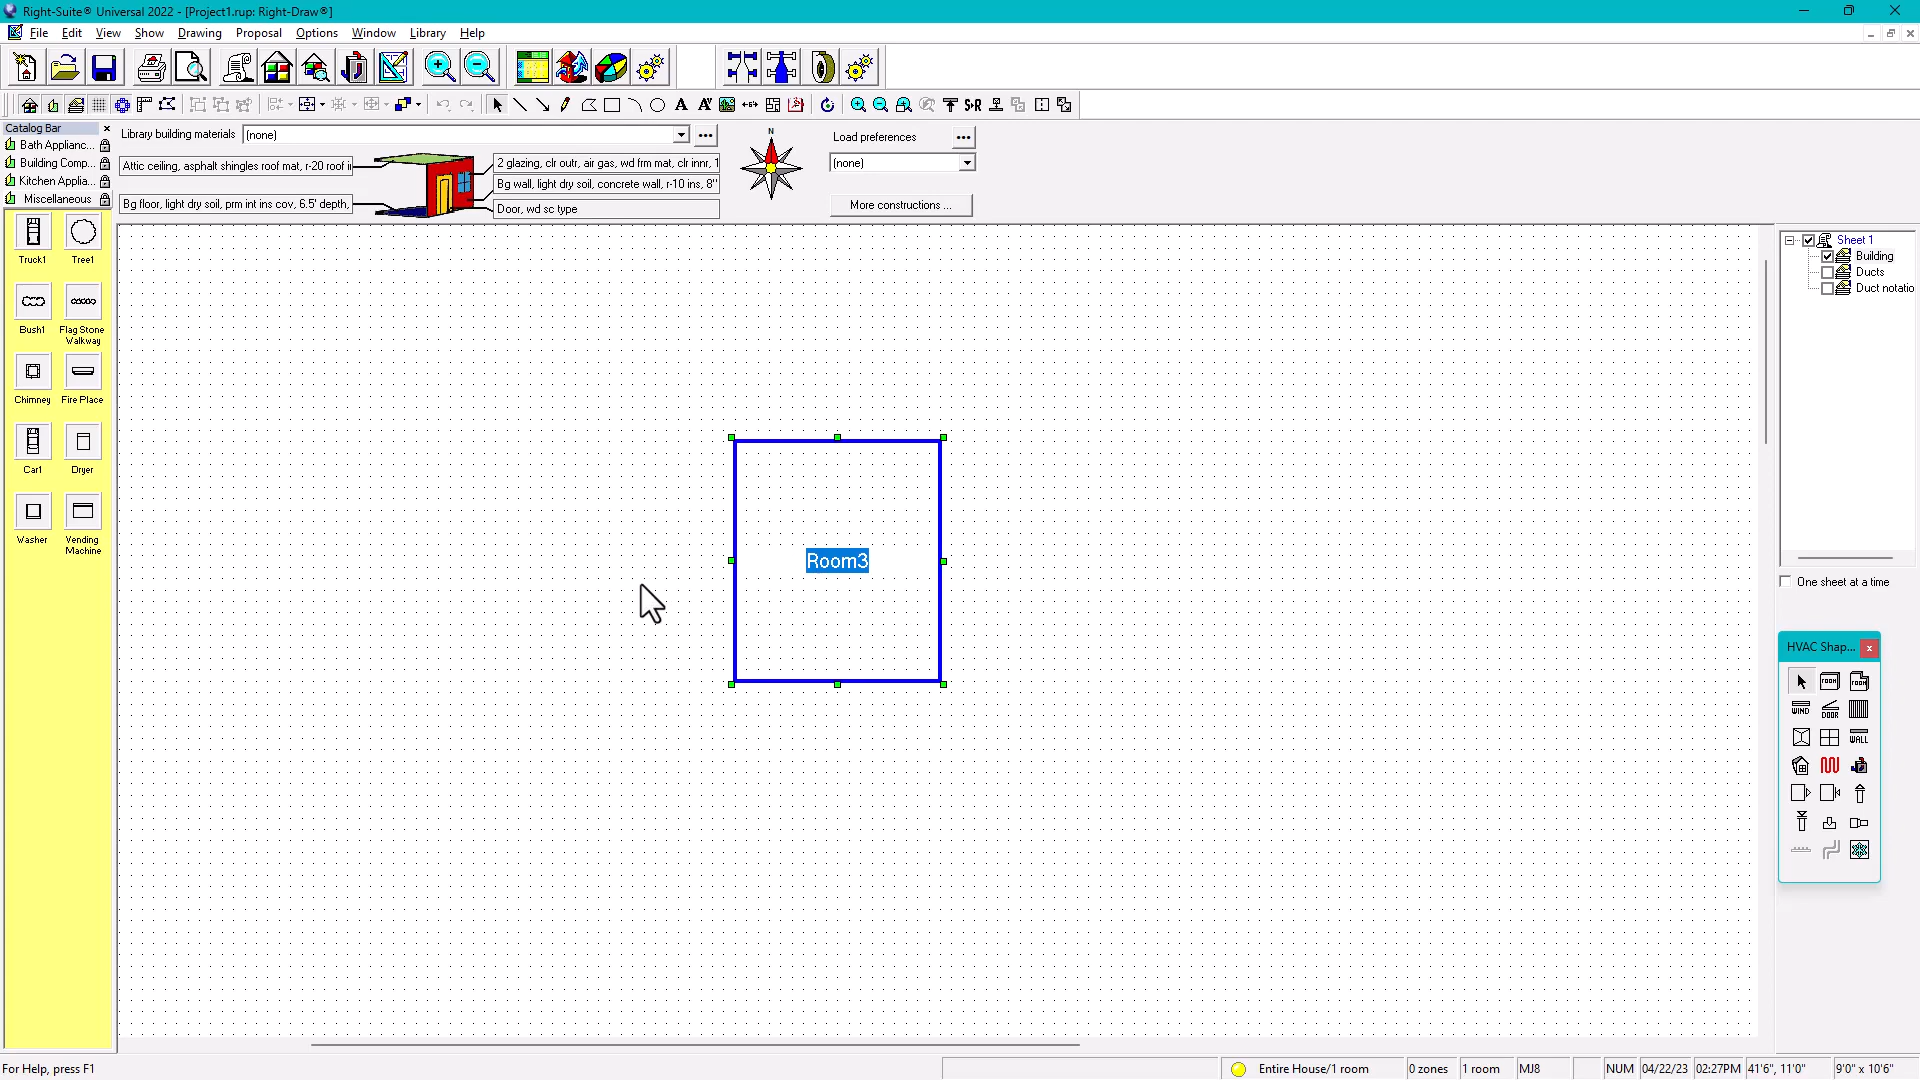 Right-Suite® Universal 2022 - [Project1.rup: Right-Draw®]
File Edit View Show Drawing Proposal Options Window Library Help
A A S-R
Catalog Bar
Bath Applianc...
Building Comp...
Kitchen Applia...
Miscellaneous
Library building materials (none)
Attic ceiling, asphalt shingles roof mat, r-20 roof i
2 glazing, clr outr, air gas, wd frm mat, clr innr, 1
Bg wall, light dry soil, concrete wall, r-10 ins, 8"
Bg floor, light dry soil, prm int ins cov, 6.5' depth,
Door, wd sc type
N
Load preferences
(none)
More constructions ...
Truck1 Tree1
Bush1 Flag Stone
Walkway
Chimney Fire Place
Car1 Dryer
Washer Vending
Machine
Room3
Sheet 1
Building
Ducts
Duct notatio
One sheet at a time
HVAC Shap...
ROOM ROOM
WIND DOOR
WALL
For Help, press F1
Entire House/1 room 0 zones 1 room MJ8 NUM 04/22/23 02:27PM 41'6", 11'0" 9'0" x 10'6"